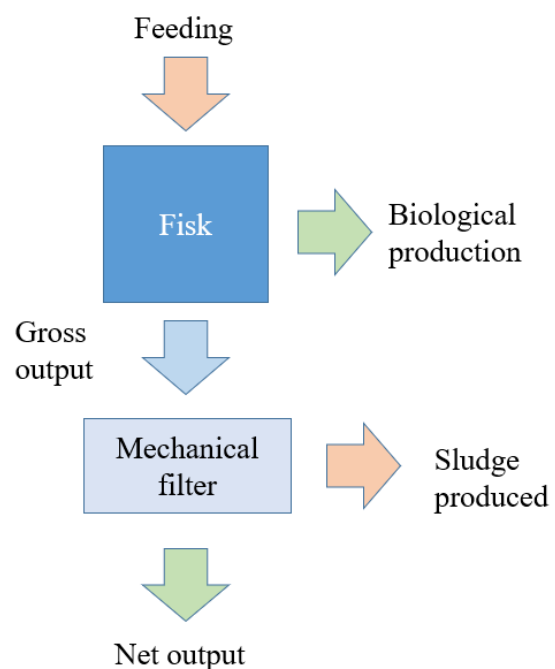 Feeding
Fisk
Biological
production
Gross
output
Mechanical
filter
Sludge
produced
Net output